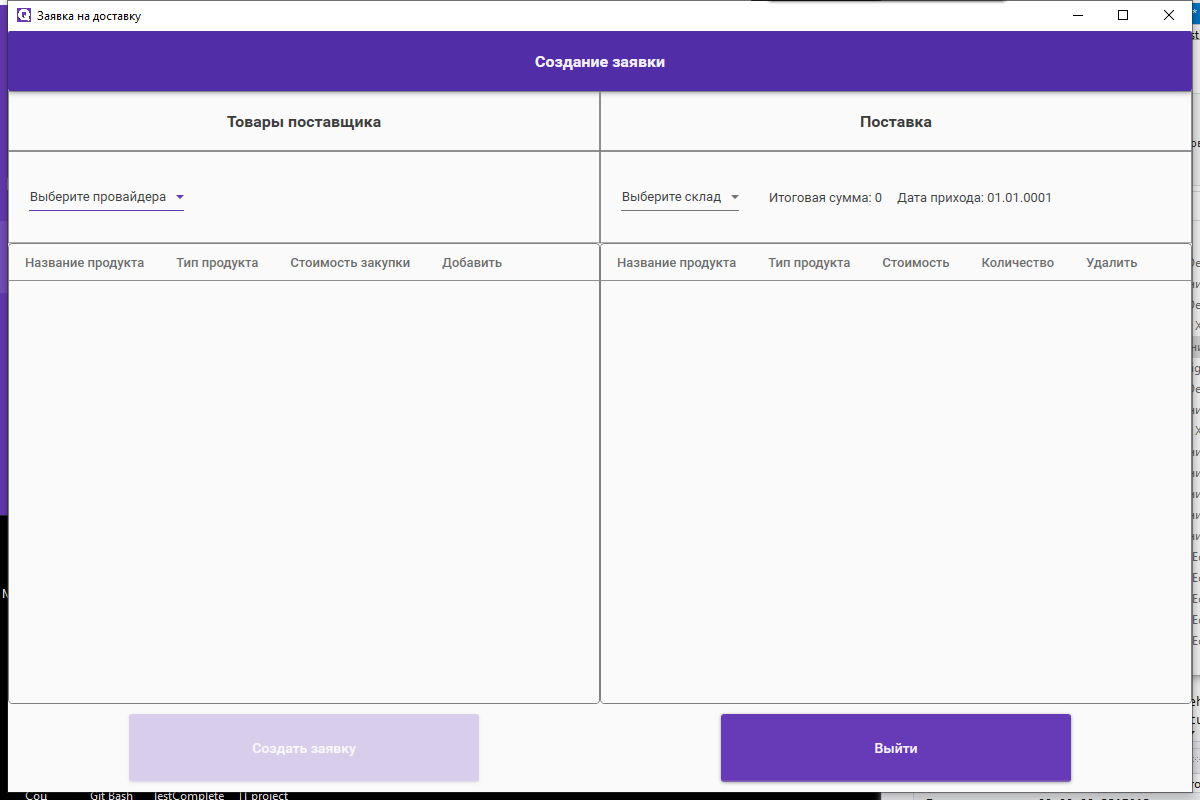 Заявка на доставку
Создание заявки
Товары поставщика
Поставка
Выберите провайдера
Выберите склад Итоговая сумма: 0 Дата прихода: 01.01.0001
Название продукта Тип продукта Стоимость закупки Добавить
Название продукта Тип продукта Стоимость Количество Удалить
Создать заявку
Выйти
Git Bash TestComplete IT project